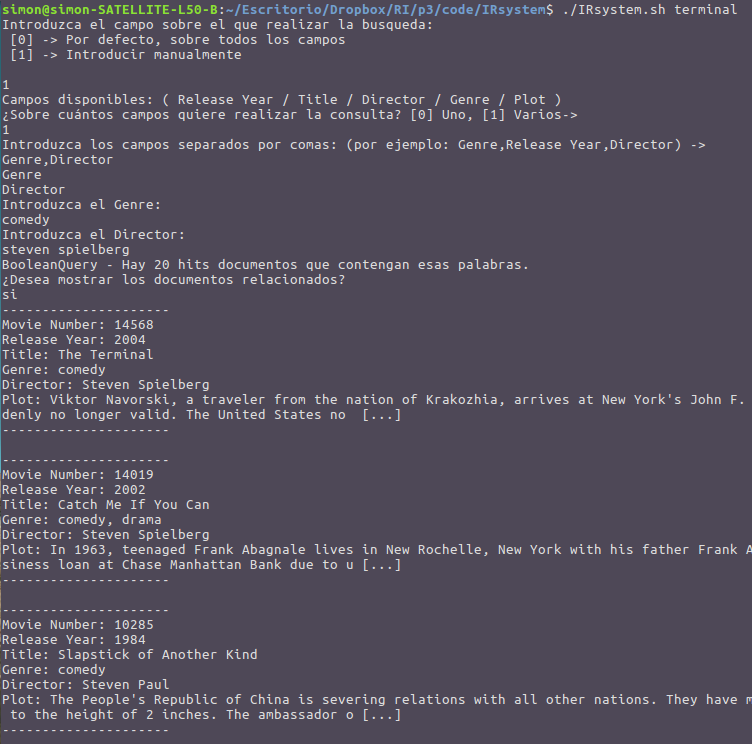 simon@simon-SATELLITE-L50-B:~/Escritorio/Dropbox/RI/p3/code/IRsystem$ ./IRsystem.sh terminal
Introduzca el campo sobre el que realizar la busqueda:
 [0] -> Por defecto, sobre todos los campos
 [1] -> Introducir manualmente

1
Campos disponibles: ( Release Year / Title / Director / Genre / Plot )
¿Sobre cuántos campos quiere realizar la consulta? [0] Uno, [1] Varios->
1
Introduzca los campos separados por comas: (por ejemplo: Genre,Release Year,Director) ->
Genre,Director
Genre
Director
Introduzca el Genre:
comedy
Introduzca el Director:
steven spielberg
BooleanQuery - Hay 20 hits documentos que contengan esas palabras.
¿Desea mostrar los documentos relacionados?
si
---------------------
Movie Number: 14568
Release Year: 2004
Title: The Terminal
Genre: comedy
Director: Steven Spielberg
Plot: Viktor Navorski, a traveler from the nation of Krakozhia, arrives at New York's John F.
denly no longer valid. The United States no  [...]
---------------------

---------------------
Movie Number: 14019
Release Year: 2002
Title: Catch Me If You Can
Genre: comedy, drama
Director: Steven Spielberg
Plot: In 1963, teenaged Frank Abagnale lives in New Rochelle, New York with his father Frank A
siness loan at Chase Manhattan Bank due to u [...]
---------------------

---------------------
Movie Number: 10285
Release Year: 1984
Title: Slapstick of Another Kind
Genre: comedy
Director: Steven Paul
Plot: The People's Republic of China is severing relations with all other nations. They have m
 to the height of 2 inches. The ambassador o [...]
---------------------